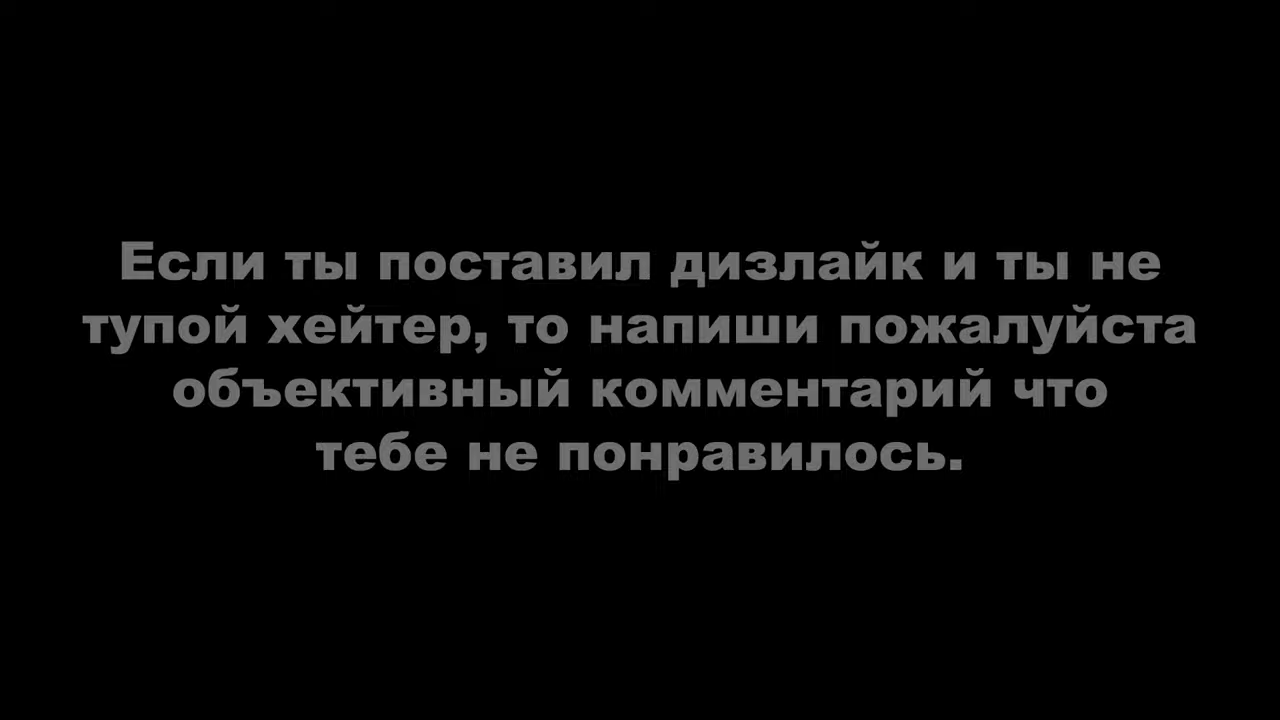 Если ты поставил дизлайк и ты не
тупой хейтер, то напиши пожалуйста
объективный комментарий что
тебе не понравилось.